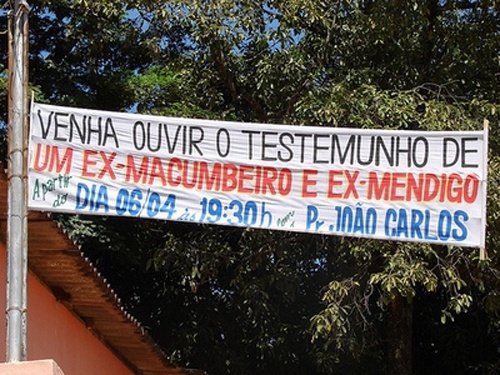 VENHA OUVIR O TESTEMUNHO DE
UM EX-MACUMBEIRO E EX-MENDIGO
Apartir do DIA 06/04 às 19:30h com Pr. JOÃO CARLOS